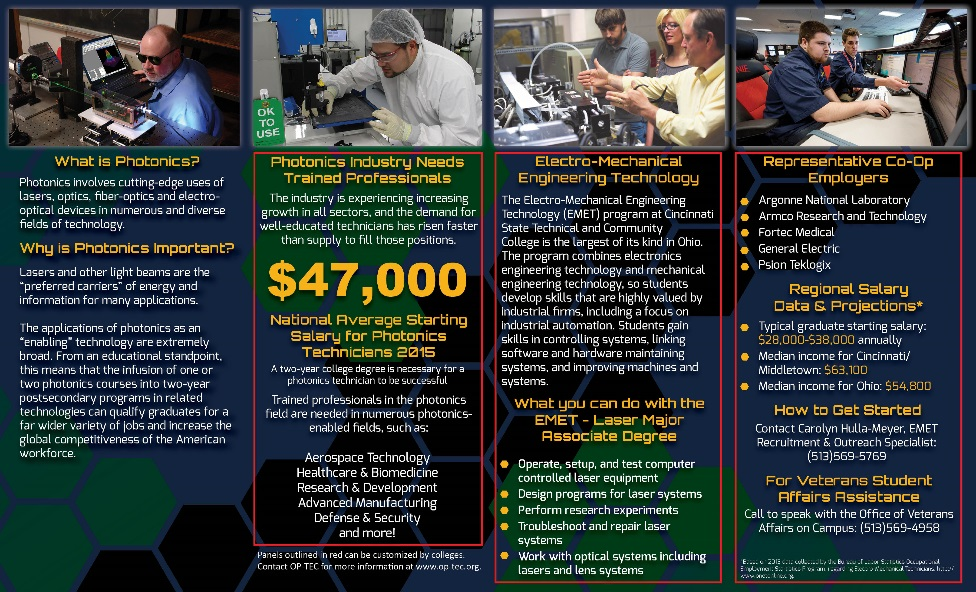 OK
TO
USE
What is Photonics?
Photonics involves cutting-edge uses of
lasers, optics, fiber-optics and electro-
optical devices in numerous and diverse
fields of technology.
Why is Photonics Important?
Lasers and other light beams are the
“preferred carriers” of energy and
information for many applications.
The applications of photonics as an
“enabling” technology are extremely
broad. From an educational standpoint,
this means that the infusion of one or
two photonics courses into two-year
postsecondary programs in related
technologies can qualify graduates for a
far wider variety of jobs and increase the
global competitiveness of the American
workforce.
Photonics Industry Needs
Trained Professionals
The industry is experiencing increasing
growth in all sectors, and the demand for
well-educated technicians has risen faster
than supply to fill those positions.
$47,000
National Average Starting
Salary for Photonics
Technicians 2015
A two-year college degree is necessary for a
photonics technician to be successful
Trained professionals in the photonics
field are needed in numerous photonics-
enabled fields, such as:
Aerospace Technology
Healthcare & Biomedicine
Research & Development
Advanced Manufacturing
Defense & Security
and more!
Panels outlined in red can be customized by colleges.
Contact OP TEC for more information at www.op-tec.org.
Electro-Mechanical
Engineering Technology
The Electro-Mechanical Engineering
Technology (EMET) program at Cincinnati
State Technical and Community
College is the largest of its kind in Ohio.
The program combines electronics
engineering technology and mechanical
engineering technology, so students
develop skills that are highly valued by
industrial firms, including a focus on
industrial automation. Students gain
skills in controlling systems, linking
software and hardware maintaining
systems, and improving machines and
systems.
What you can do with the
EMET - Laser Major
Associate Degree
Operate, setup, and test computer
controlled laser equipment
Design programs for laser systems
Perform research experiments
Troubleshoot and repair laser
systems
Work with optical systems including
lasers and lens systems
Representative Co-Op
Employers
Argonne National Laboratory
Armco Research and Technology
Fortec Medical
General Electric
Psion Teklogix
Regional Salary
Data & Projections*
Typical graduate starting salary:
$28,000-$38,000 annually
Median income for Cincinnati/
Middletown: $63,100
Median income for Ohio: $54,800
How to Get Started
Contact Carolyn Hulla-Meyer, EMET
Recruitment & Outreach Specialist:
(513)569-5769
For Veterans Student
Affairs Assistance
Call to speak with the Office of Veterans
Affairs on Campus: (513)569-4958
data collected by the Bureau of Labor Statistics Occupational
Employment Statistics Program regarding Electro-Mechanical Technicians.